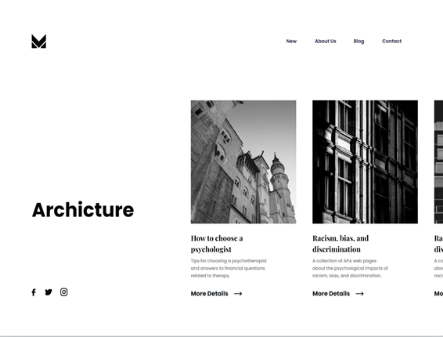 New About Us Blog Contact
Archicture
How to choose a
psychologist
Tips for choosing a psychotherapist
and answers to financial questions
related to therapy.
More Details
Racism, bias, and
discrimination
A collection of APA web pages
about the psychological impacts of
racism, bias, and discrimination.
More Details
Ra
di
A c
abo
raci
Mo